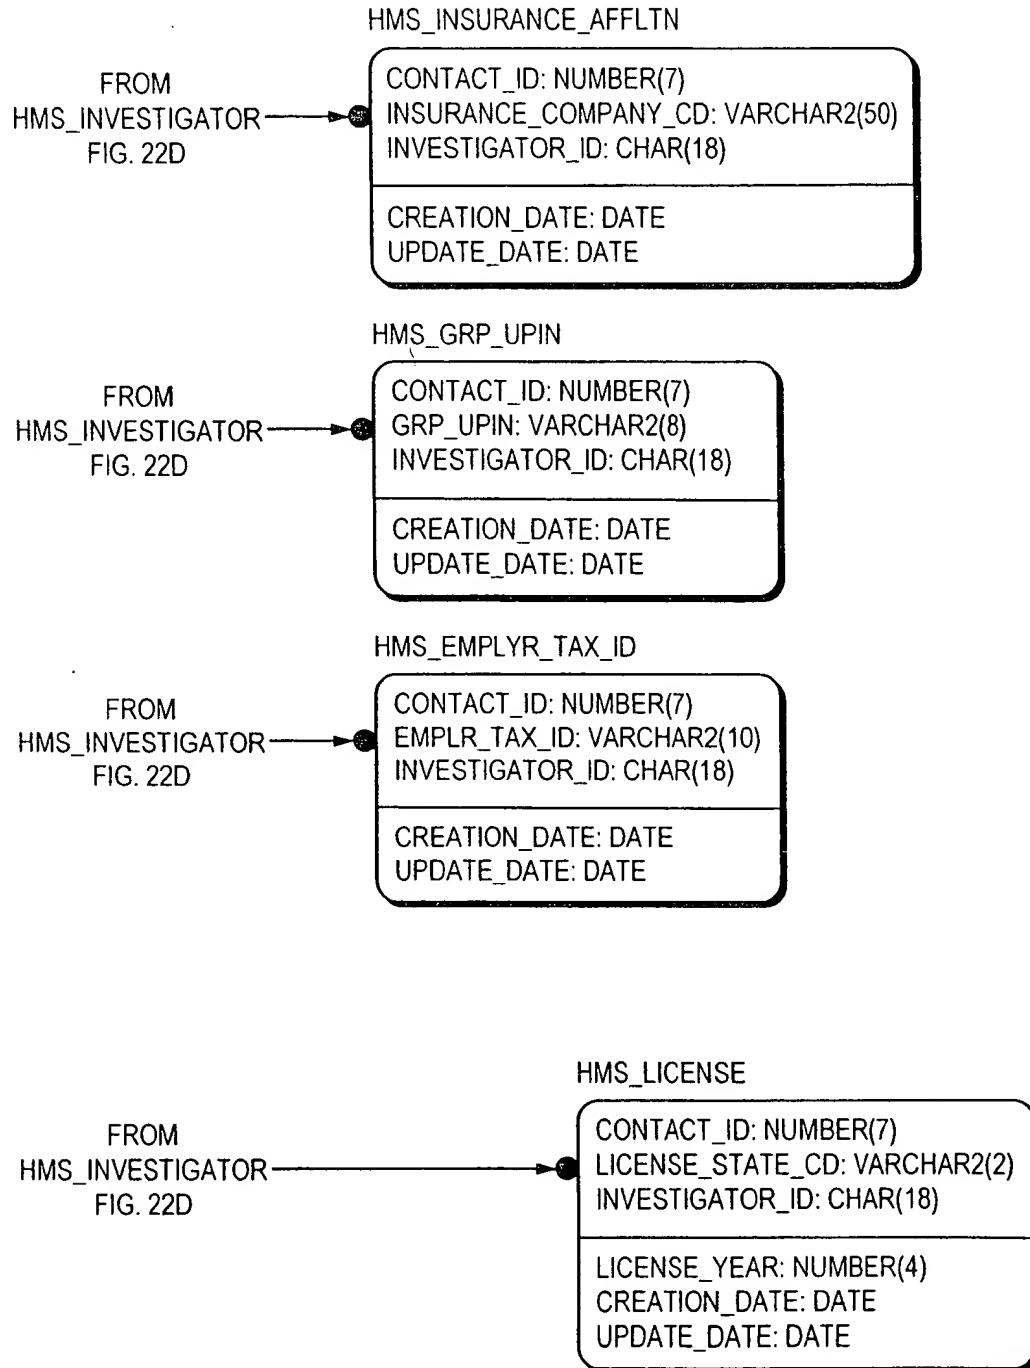 HMS_INSURANCE_AFFLTN
FROM
HMS_INVESTIGATOR
FIG. 22D
CONTACT_ID: NUMBER(7)
INSURANCE_COMPANY_CD: VARCHAR2(50)
INVESTIGATOR_ID: CHAR(18)
CREATION_DATE: DATE
UPDATE_DATE: DATE
HMS_GRP_UPIN
FROM
HMS_INVESTIGATOR
FIG. 22D
CONTACT_ID: NUMBER(7)
GRP_UPIN: VARCHAR2(8)
INVESTIGATOR_ID: CHAR(18)
CREATION_DATE: DATE
UPDATE_DATE: DATE
HMS_EMPLYR_TAX_ID
FROM
HMS_INVESTIGATOR
FIG. 22D
CONTACT_ID: NUMBER(7)
EMPLR_TAX_ID: VARCHAR2(10)
INVESTIGATOR_ID: CHAR(18)
CREATION_DATE: DATE
UPDATE_DATE: DATE
HMS_LICENSE
FROM
HMS_INVESTIGATOR
FIG. 22D
CONTACT_ID: NUMBER(7)
LICENSE_STATE_CD: VARCHAR2(2)
INVESTIGATOR_ID: CHAR(18)
LICENSE_YEAR: NUMBER(4)
CREATION_DATE: DATE
UPDATE_DATE: DATE